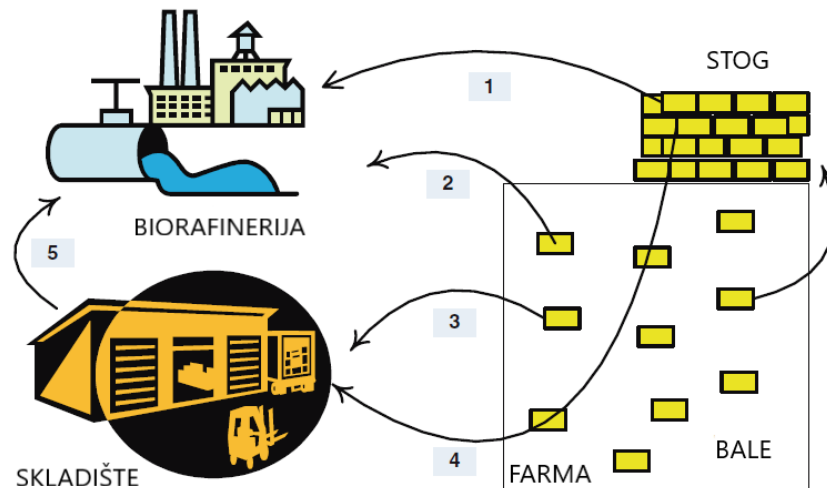 STOG
1
2
BIORAFINERIJA
5
3
4
SKLADIŠTE
FARMA
BALE